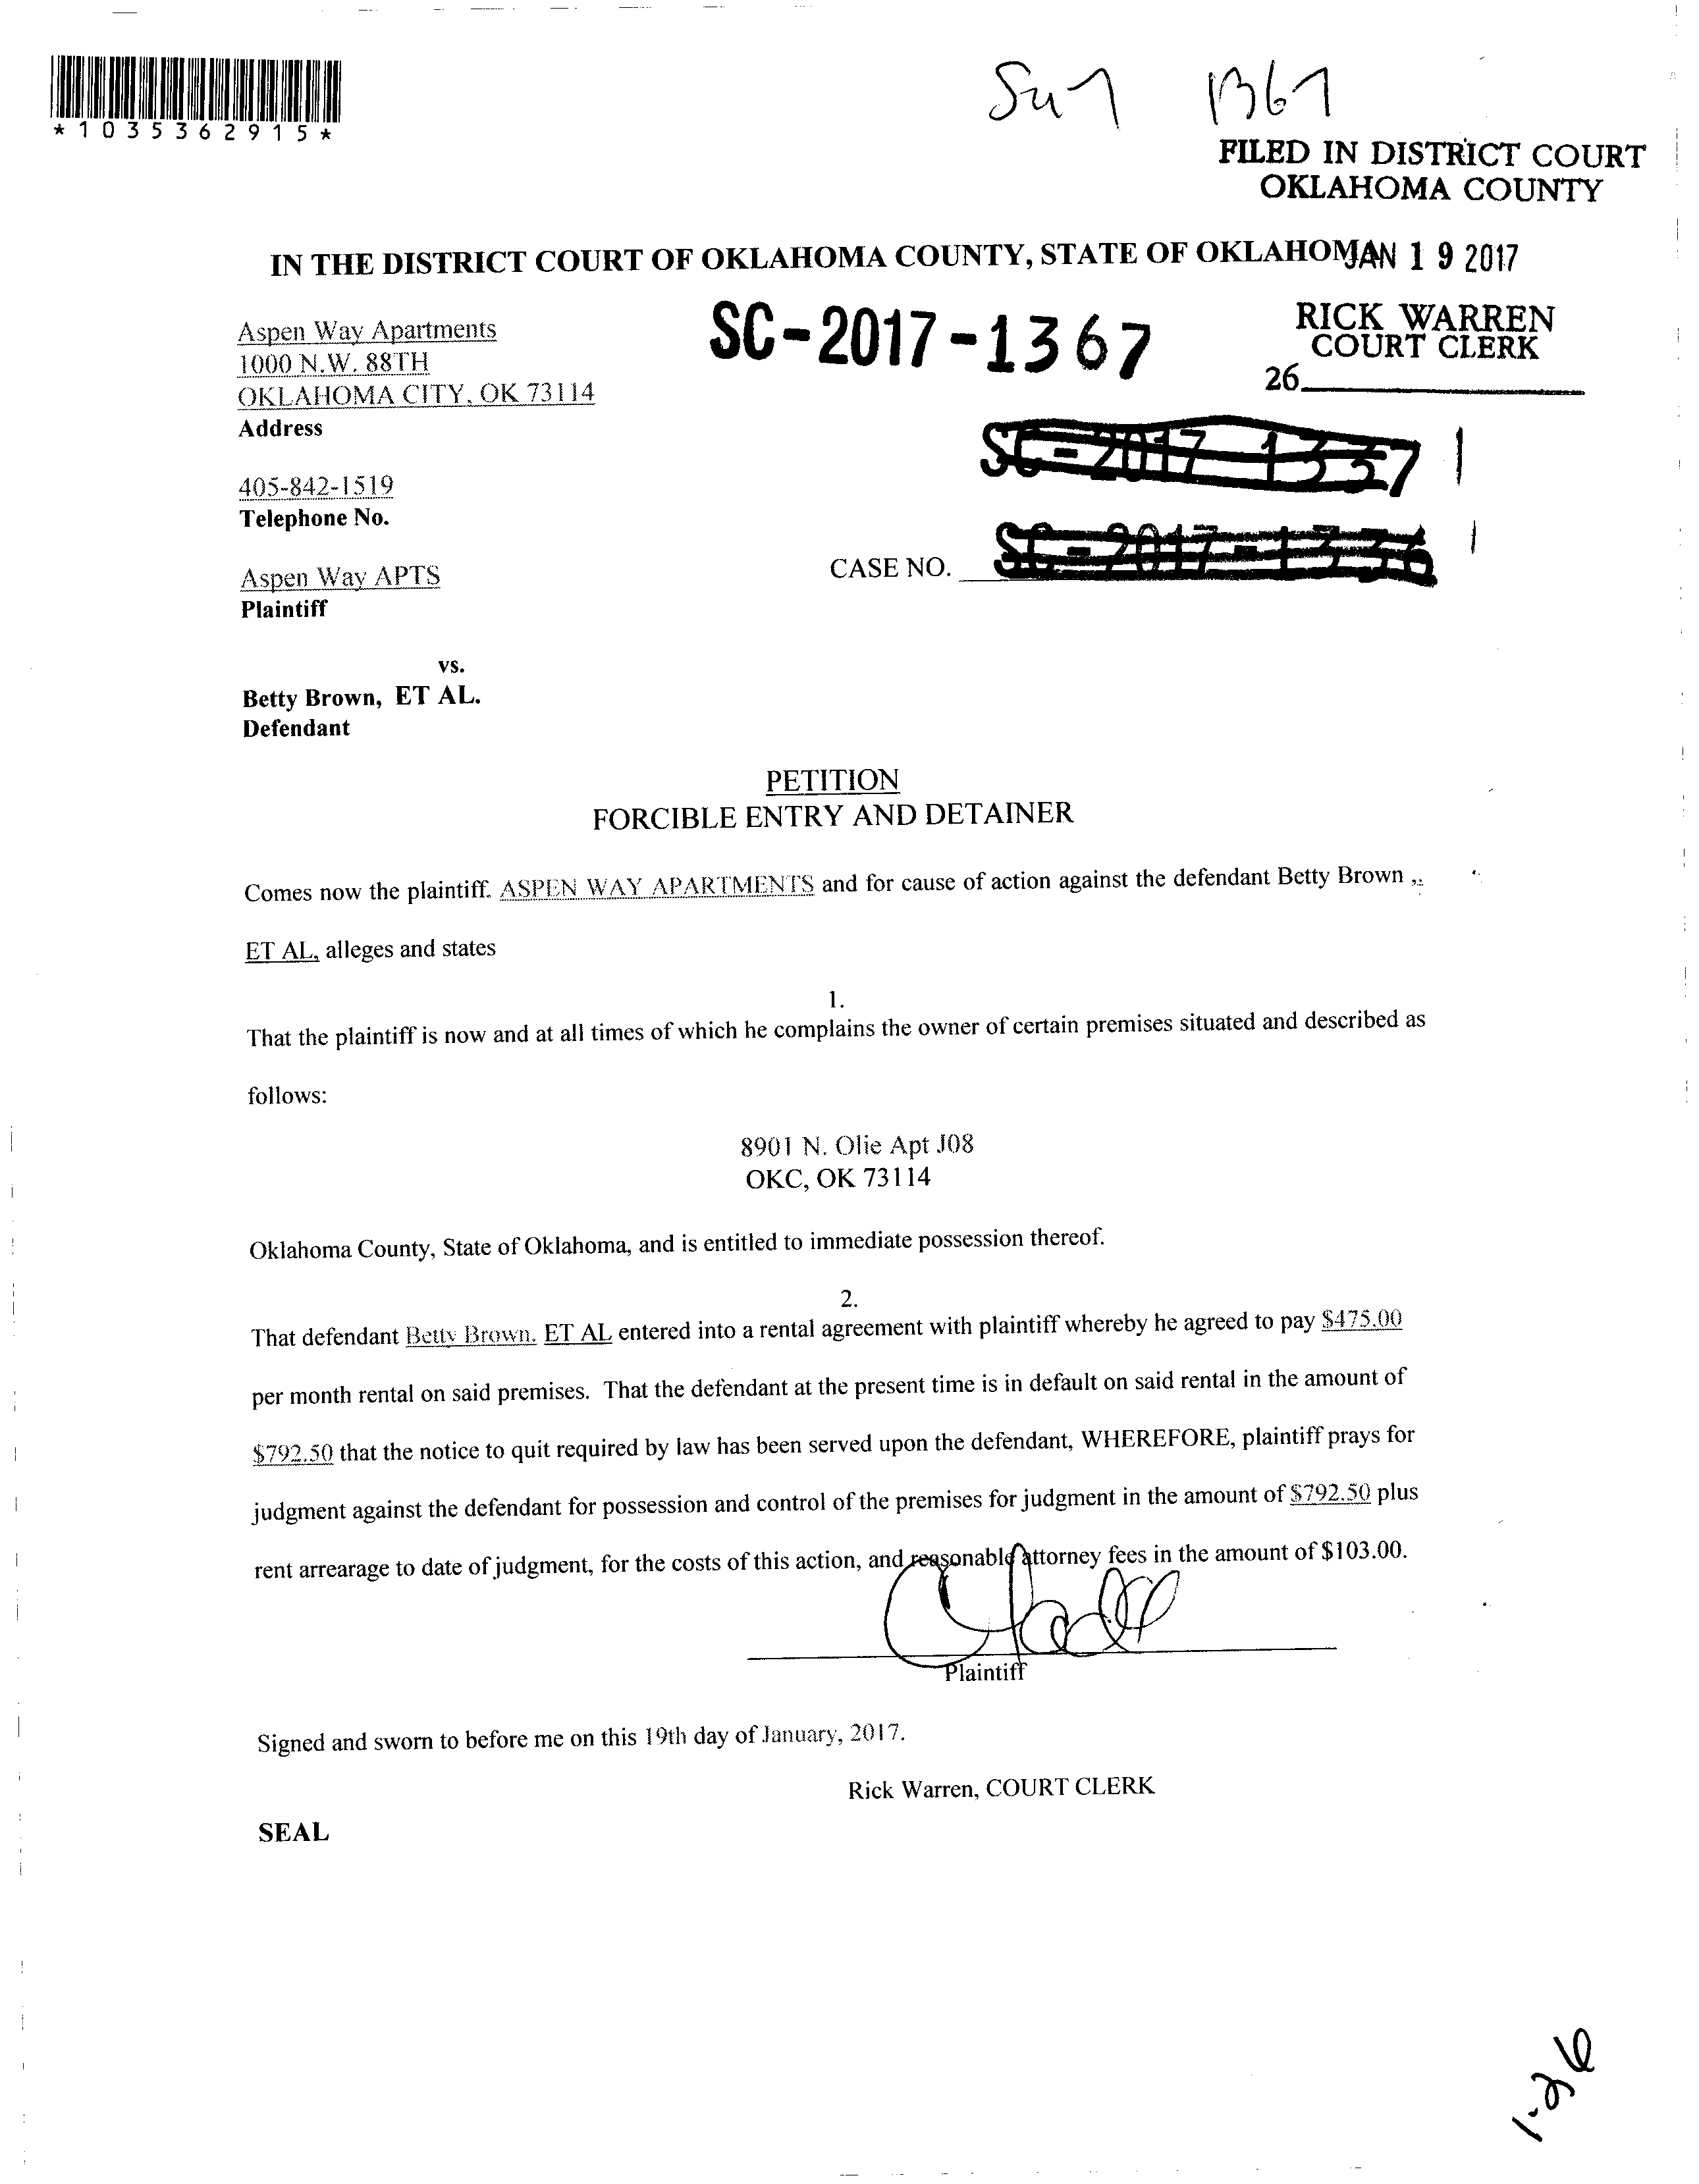 *1035362915*
1367
FILED IN DISTRICT COURT
OKLAHOMA COUNTY
IN THE DISTRICT COURT OF OKLAHOMA COUNTY, STATE OF OKLAHOMA
JAN 19 2017
SC-2017-1367
RICK WARREN
COURT CLERK
26
Aspen Way Apartments
1000 N.W. 88TH
OKLAHOMA CITY, OK 73114
Address
SC-2017-1337
405-842-1519
Telephone No.
CASE NO. SC-2017-1336
Aspen Way APTS
Plaintiff
vs.
Betty Brown, ET AL.
Defendant
PETITION
FORCIBLE ENTRY AND DETAINER
Comes now the plaintiff. ASPEN WAY APARTMENTS and for cause of action against the defendant Betty Brown ,.
ET AL, alleges and states
1.
That the plaintiff is now and at all times of which he complains the owner of certain premises situated and described as
follows:
8901 N. Olie Apt J08
OKC, OK 73114
Oklahoma County, State of Oklahoma, and is entitled to immediate possession thereof.
2.
That defendant Betty Brown, ET AL entered into a rental agreement with plaintiff whereby he agreed to pay $475.00
per month rental on said premises. That the defendant at the present time is in default on said rental in the amount of
$792.50 that the notice to quit required by law has been served upon the defendant, WHEREFORE, plaintiff prays for
judgment against the defendant for possession and control of the premises for judgment in the amount of $792.50 plus
rent arrearage to date of judgment, for the costs of this action, and reasonable attorney fees in the amount of $103.00.
Plaintiff
Signed and sworn to before me on this 19th day of January, 2017.
Rick Warren, COURT CLERK
SEAL
1-26